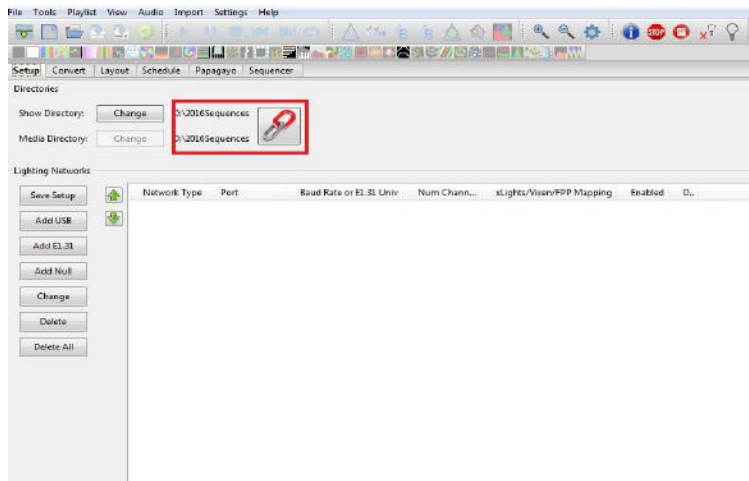 File Tools Playlist View Audio Import Settings Help
STOP
Setup Convert Layout Schedule Papagayo Sequencer
Directories
Show Directory: Change D:\2016Sequences
Media Directory: Change D:\2016Sequences
Lighting Networks
Save Setup Network Type Port Baud Rate or E1.31 Univ Num Chann... xLights/Vixen/FPP Mapping Enabled D...
Add USB
Add E1.31
Add Null
Change
Delete
Delete All